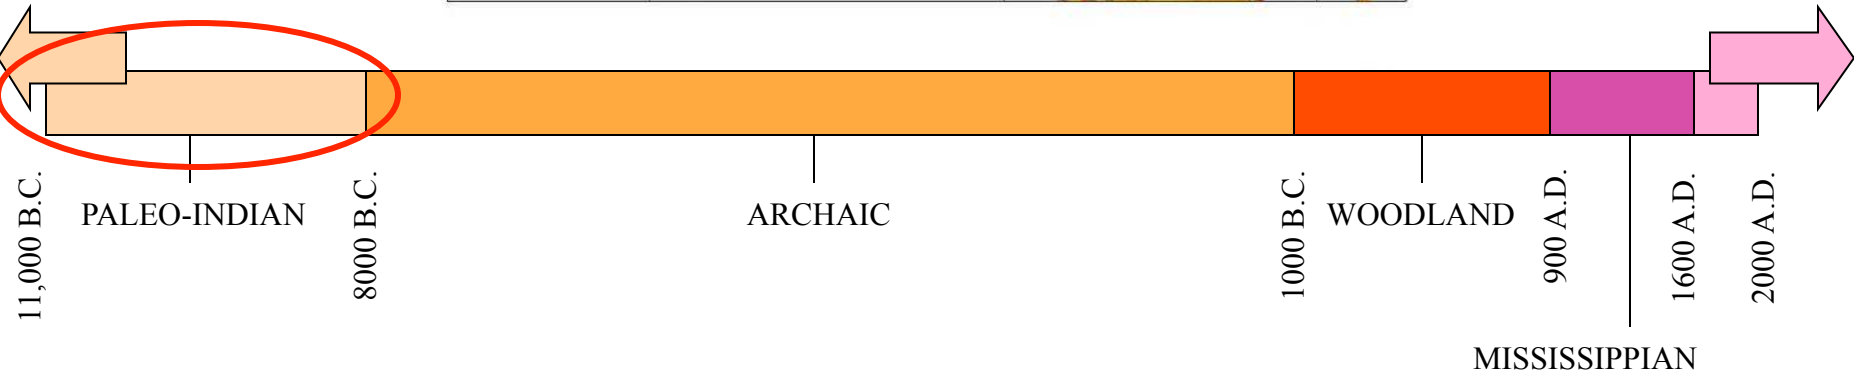 11,000 B.C.
PALEO-INDIAN
8000 B.C.
ARCHAIC
1000 B.C.
WOODLAND
900 A.D.
MISSISSIPPIAN
1600 A.D.
2000 A.D.